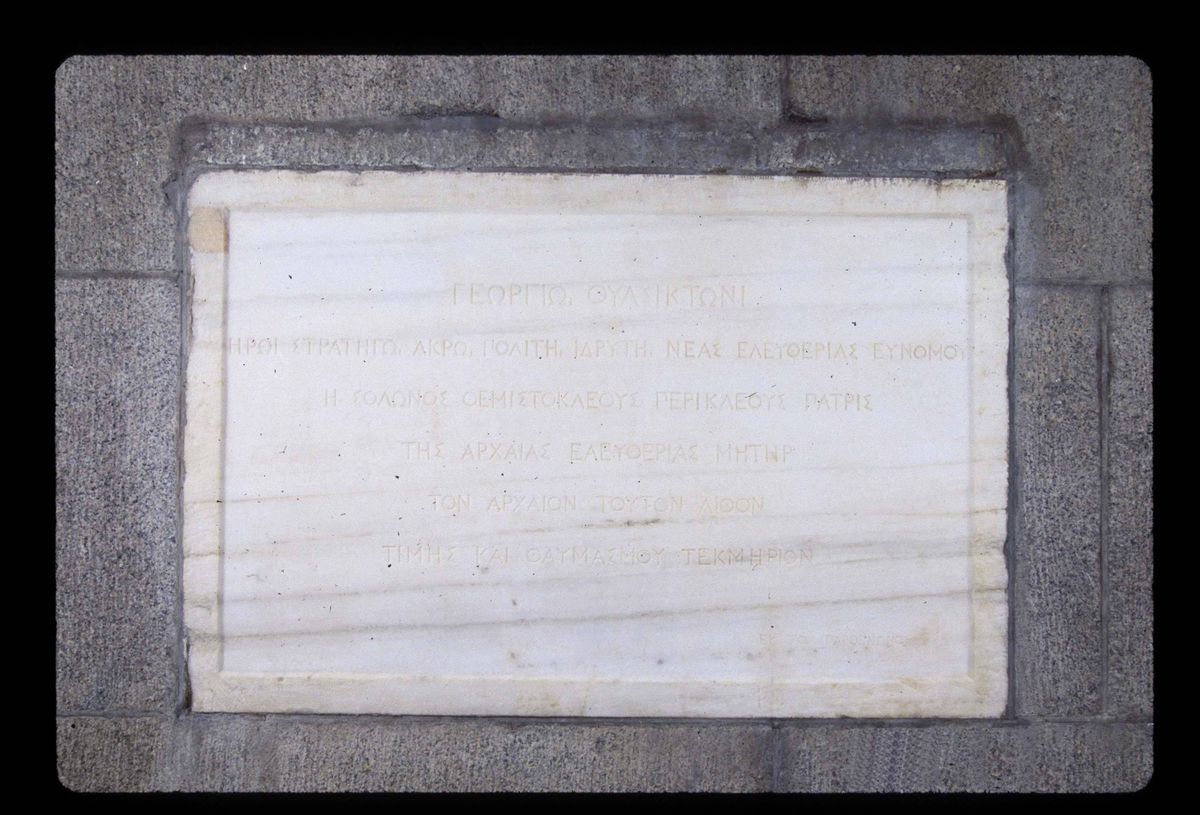 ΓΕΩΡΓΙΩ, ΟΥΑΣΙΚΤΩΝΙ
ΗΡΩΙ ΣΤΡΑΤΗΓΩ, ΑΚΡΩ, ΠΟΛΙΤΗ, ΙΔΡΥΤΗ, ΝΕΑΣ ΕΛΕΥΘΕΡΙΑΣ ΕΥΝΟΜΟΥ
Η ΣΟΛΩΝΟΣ ΘΕΜΙΣΤΟΚΛΕΟΥΣ ΠΕΡΙΚΛΕΟΥΣ ΠΑΤΡΙΣ
ΤΗΣ ΑΡΧΑΙΑΣ ΕΛΕΥΘΕΡΙΑΣ ΜΗΤΗΡ
ΤΟΝ ΑΡΧΑΙΟΝ ΤΟΥΤΟΝ ΛΙΘΟΝ
ΤΙΜΗΣ ΚΑΙ ΘΑΥΜΑΣΜΟΥ ΤΕΚΜΗΡΙΟΝ